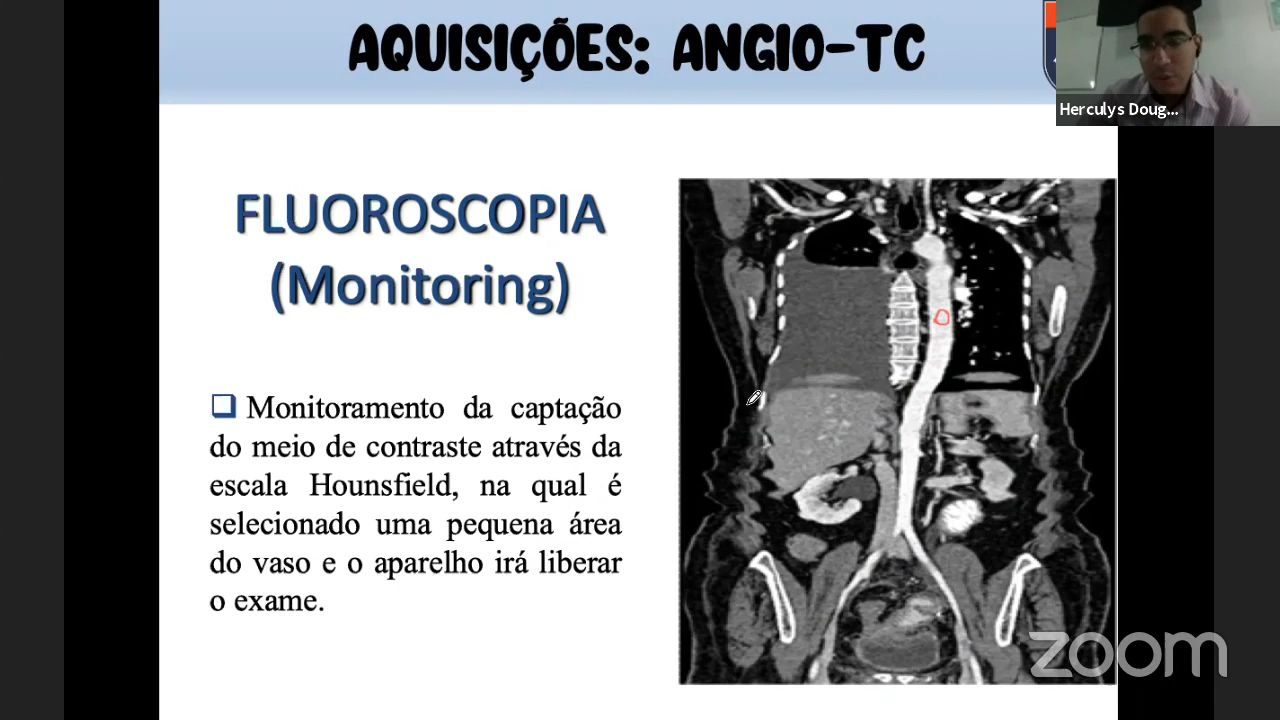 AQUISIÇÕES: ANGIO-TC
Herculys Doug...
FLUOROSCOPIA
(Monitoring)
❑ Monitoramento da captação
do meio de contraste através da
escala Hounsfield, na qual é
selecionado uma pequena área
do vaso e o aparelho irá liberar
o exame.
zoom